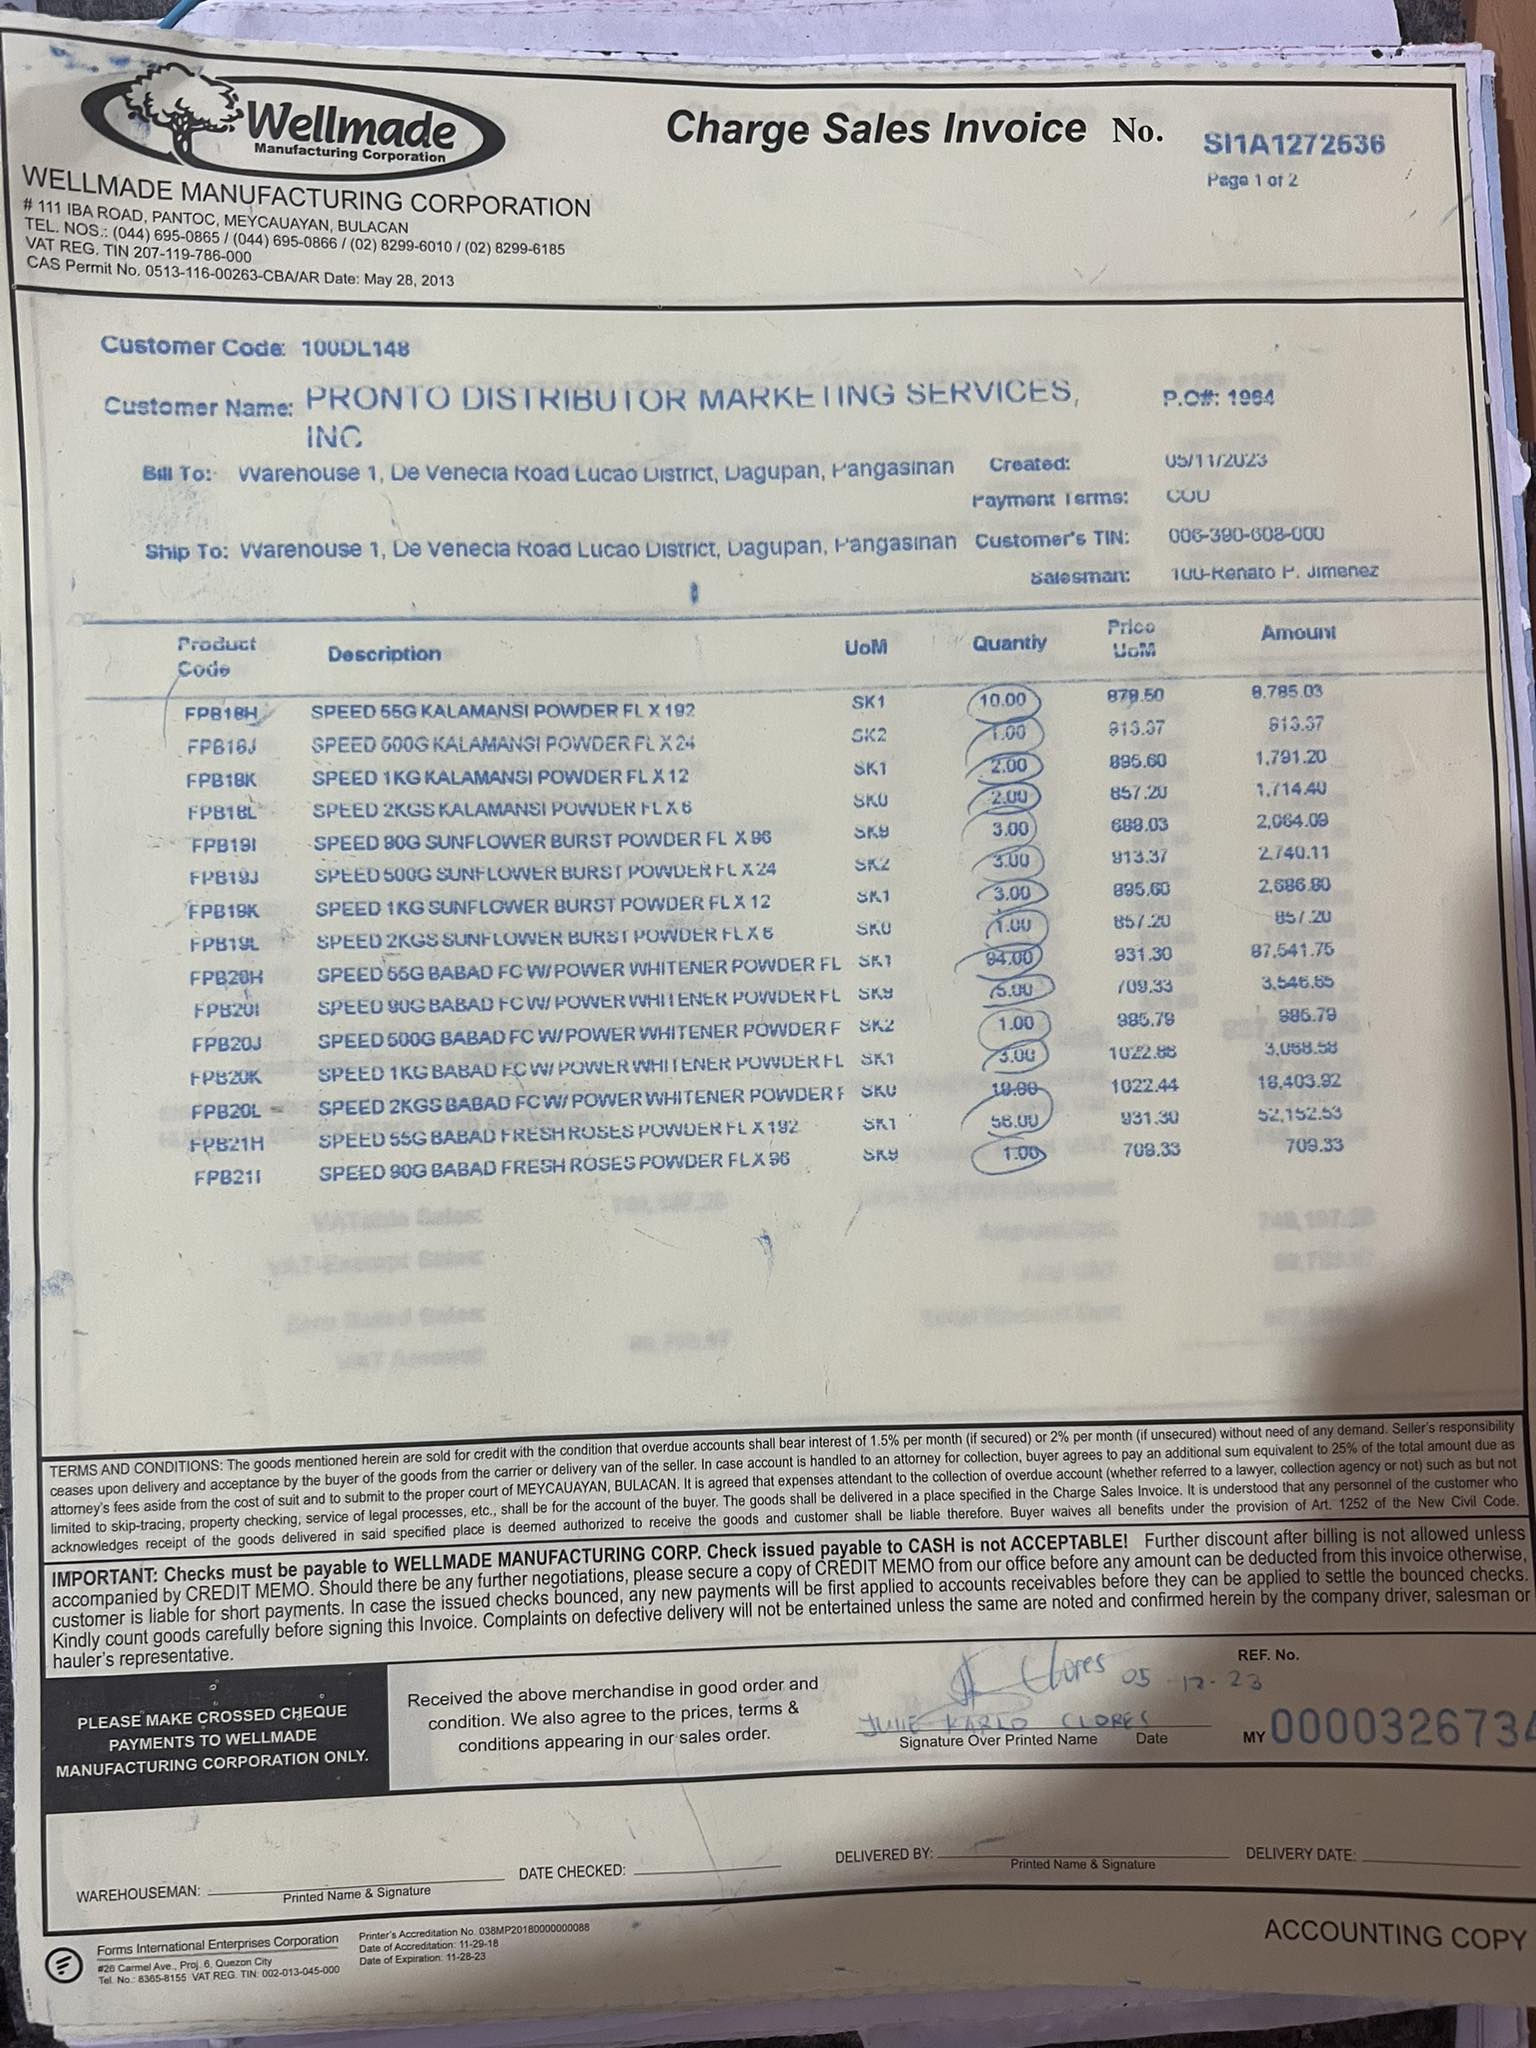 Wellmade
Manufacturing Corporation
Charge Sales Invoice No. SI1A1272536
Page 1 of 2
WELLMADE MANUFACTURING CORPORATION
# 111 IBA ROAD, PANTOC, MEYCAUAYAN, BULACAN
TEL. NOS.: (044) 695-0865 / (044) 695-0866 / (02) 8299-6010 / (02) 8299-6185
VAT REG. TIN 207-119-786-000
CAS Permit No. 0513-116-00263-CBA/AR Date: May 28, 2013
Customer Code: 100DL148
Customer Name: PRONTO DISTRIBUTOR MARKETING SERVICES, INC
P.O#: 1964
Bill To: Warehouse 1, De Venecia Road Lucao District, Dagupan, Pangasinan
Created: 05/11/2023
Payment Terms: COD
Ship To: Warehouse 1, De Venecia Road Lucao District, Dagupan, Pangasinan
Customer's TIN: 006-390-608-000
Salesman: 100-Renato P. Jimenez
Product Code Description UoM Quantiy Price UoM Amount
FPB18H SPEED 55G KALAMANSI POWDER FL X 192 SK1 10.00 878.50 8,785.03
FPB18J SPEED 500G KALAMANSI POWDER FL X 24 SK2 1.00 913.37 913.37
FPB18K SPEED 1KG KALAMANSI POWDER FL X 12 SK1 2.00 895.60 1,791.20
FPB18L SPEED 2KGS KALAMANSI POWDER FL X 6 SK0 2.00 857.20 1,714.40
FPB19I SPEED 90G SUNFLOWER BURST POWDER FL X 96 SK9 3.00 688.03 2,064.09
FPB19J SPEED 500G SUNFLOWER BURST POWDER FL X 24 SK2 3.00 913.37 2,740.11
FPB19K SPEED 1KG SUNFLOWER BURST POWDER FL X 12 SK1 3.00 895.60 2,686.80
FPB19L SPEED 2KGS SUNFLOWER BURST POWDER FL X 6 SK0 1.00 857.20 857.20
FPB20H SPEED 55G BABAD FC W/ POWER WHITENER POWDER FL SK1 94.00 931.30 87,541.75
FPB20I SPEED 90G BABAD FC W/ POWER WHITENER POWDER FL SK9 5.00 709.33 3,546.65
FPB20J SPEED 500G BABAD FC W/ POWER WHITENER POWDER F SK2 1.00 985.79 985.79
FPB20K SPEED 1KG BABAD FC W/ POWER WHITENER POWDER FL SK1 3.00 1022.86 3,068.58
FPB20L SPEED 2KGS BABAD FC W/ POWER WHITENER POWDER F SK0 18.00 1022.44 18,403.92
FPB21H SPEED 55G BABAD FRESH ROSES POWDER FL X 192 SK1 56.00 931.30 52,152.53
FPB21I SPEED 90G BABAD FRESH ROSES POWDER FL X 96 SK9 1.00 709.33 709.33
TERMS AND CONDITIONS: The goods mentioned herein are sold for credit with the condition that overdue accounts shall bear interest of 1.5% per month (if secured) or 2% per month (if unsecured) without need of any demand. Seller's responsibility
ceases upon delivery and acceptance by the buyer of the goods from the carrier or delivery van of the seller. In case account is handled to an attorney for collection, buyer agrees to pay an additional sum equivalent to 25% of the total amount due as
attorney's fees aside from the cost of suit and to submit to the proper court of MEYCAUAYAN, BULACAN. It is agreed that expenses attendant to the collection of overdue account (whether referred to a lawyer, collection agency or not) such as but not
limited to skip-tracing, property checking, service of legal processes, etc., shall be for the account of the buyer. The goods shall be delivered in a place specified in the Charge Sales Invoice. It is understood that any personnel of the customer who
acknowledges receipt of the goods delivered in said specified place is deemed authorized to receive the goods and customer shall be liable therefore. Buyer waives all benefits under the provision of Art. 1252 of the New Civil Code.
IMPORTANT: Checks must be payable to WELLMADE MANUFACTURING CORP. Check issued payable to CASH is not ACCEPTABLE! Further discount after billing is not allowed unless
accompanied by CREDIT MEMO. Should there be any further negotiations, please secure a copy of CREDIT MEMO from our office before any amount can be deducted from this invoice otherwise,
customer is liable for short payments. In case the issued checks bounced, any new payments will be first applied to accounts receivables before they can be applied to settle the bounced checks.
Kindly count goods carefully before signing this Invoice. Complaints on defective delivery will not be entertained unless the same are noted and confirmed herein by the company driver, salesman or
hauler's representative.
PLEASE MAKE CROSSED CHEQUE
PAYMENTS TO WELLMADE
MANUFACTURING CORPORATION ONLY.
Received the above merchandise in good order and
condition. We also agree to the prices, terms &
conditions appearing in our sales order.
Clores 05-12-23
JULIE KARLO CLORES
Signature Over Printed Name Date
REF. No.
MY 0000326734
WAREHOUSEMAN:
Printed Name & Signature
DATE CHECKED:
DELIVERED BY:
Printed Name & Signature
DELIVERY DATE:
Forms International Enterprises Corporation
#26 Carmel Ave., Proj. 6, Quezon City
Tel. No.: 8365-8155 VAT REG. TIN: 002-013-045-000
Printer's Accreditation No. 038MP20180000000088
Date of Accreditation: 11-29-18
Date of Expiration: 11-28-23
ACCOUNTING COPY